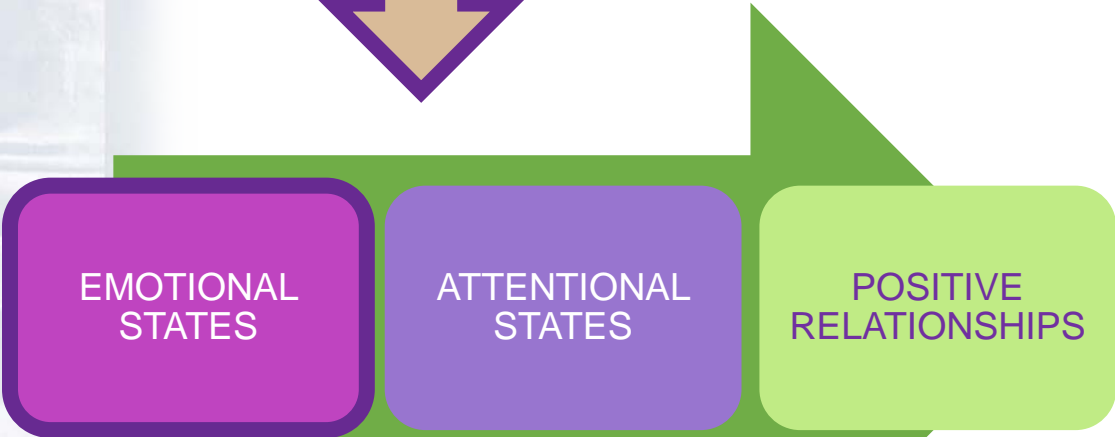 EMOTIONAL
STATES
ATTENTIONAL
STATES
POSITIVE
RELATIONSHIPS